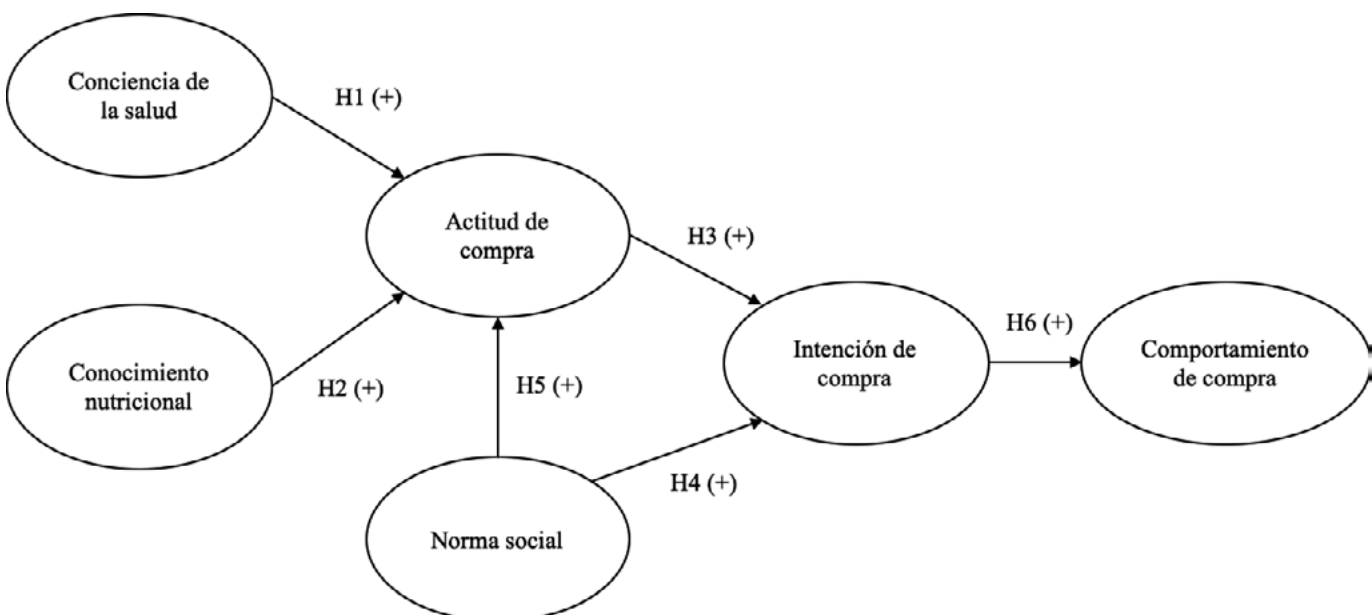 Conciencia de
la salud
H1 (+)
Actitud de
compra
H3 (+)
Conocimiento
nutricional
H2 (+)
H5 (+)
Intención de
compra
H6 (+)
Comportamiento
de compra
H4 (+)
Norma social